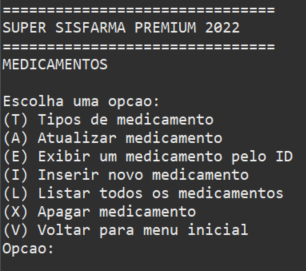 ==============================
SUPER SISFARMA PREMIUM 2022
==============================
MEDICAMENTOS
Escolha uma opcao:
(T) Tipos de medicamento
(A) Atualizar medicamento
(E) Exibir um medicamento pelo ID
(I) Inserir novo medicamento
(L) Listar todos os medicamentos
(X) Apagar medicamento
(V) Voltar para menu inicial
Opcao: